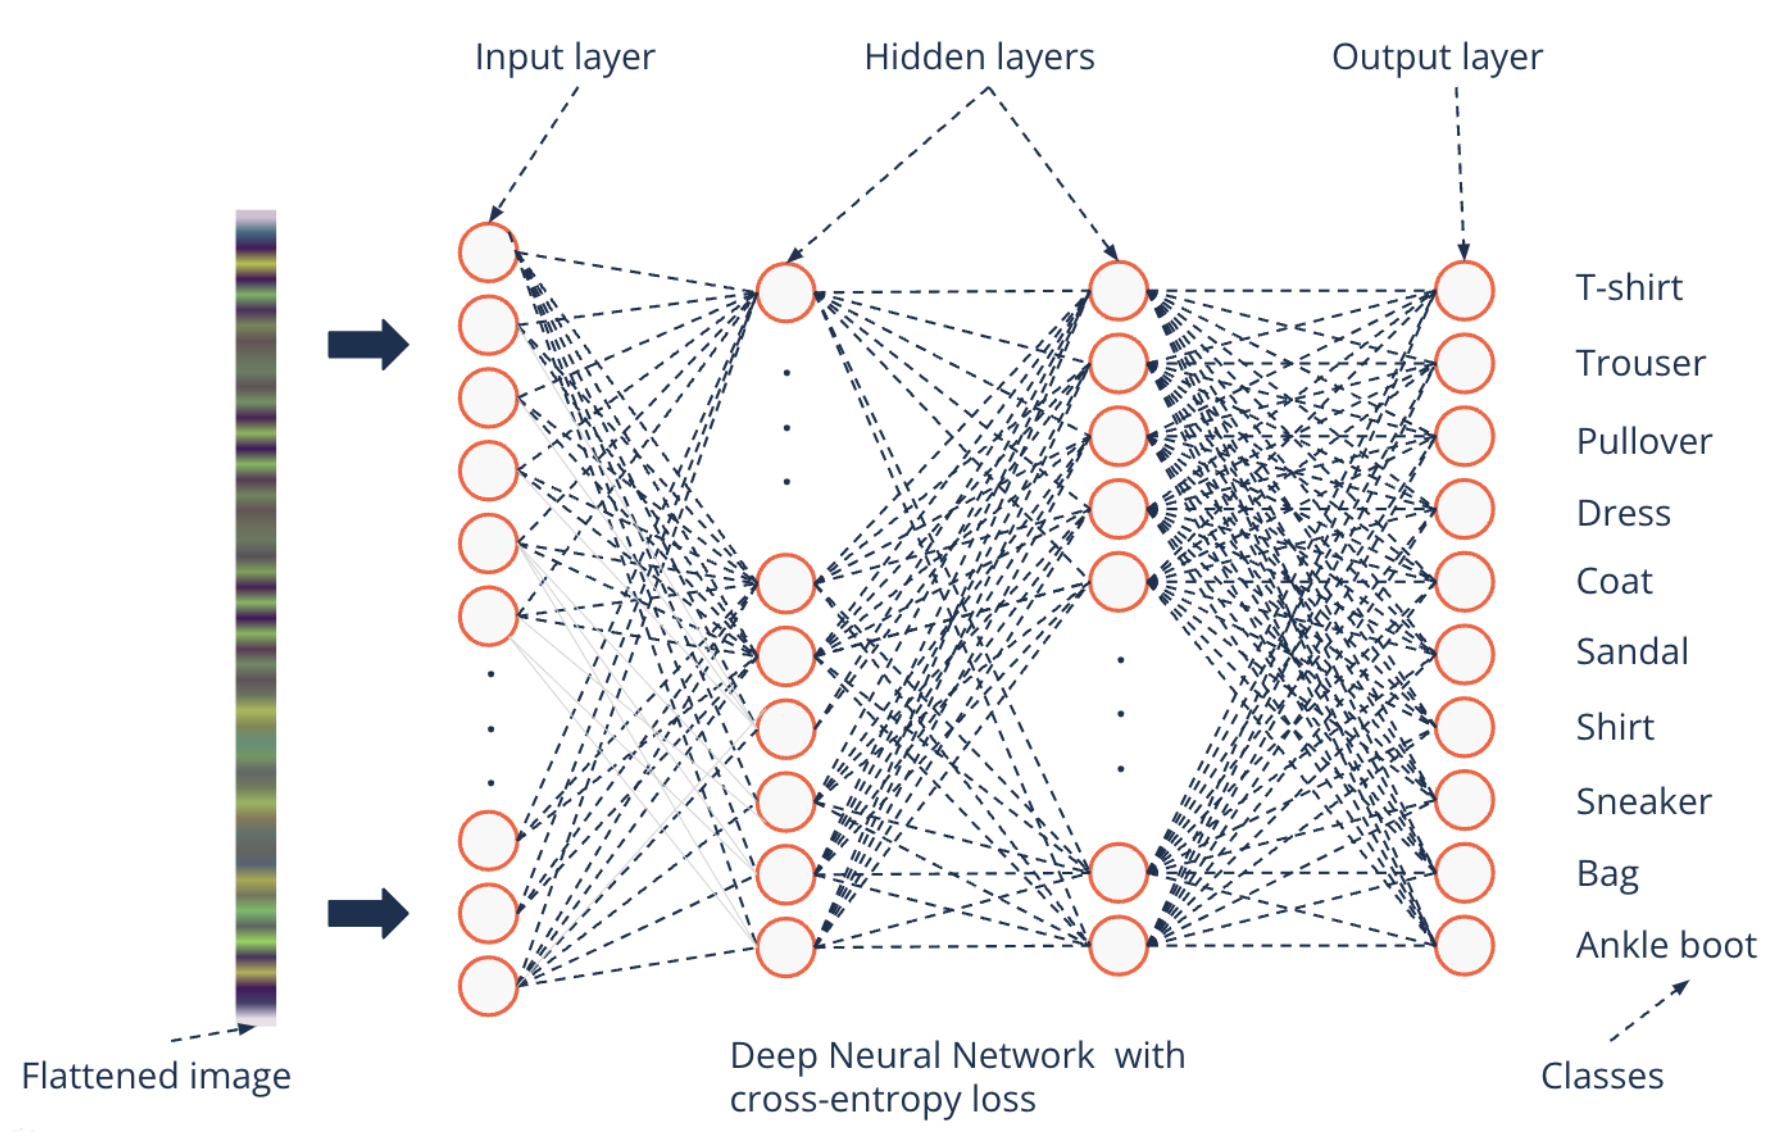 Input layer
Hidden layers
Output layer
T-shirt
Trouser
Pullover
Dress
Coat
Sandal
Shirt
Sneaker
Bag
Ankle boot
Flattened image
Deep Neural Network with
cross-entropy loss
Classes